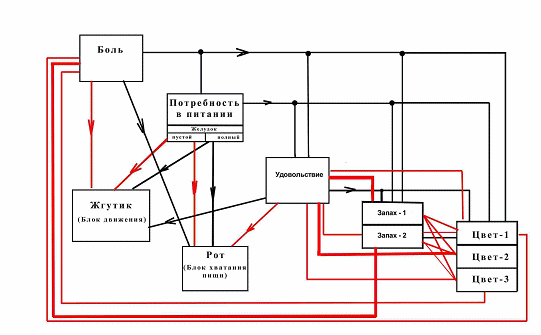 Боль
Потребность
в питании
Желудок
пустой полный
Удовольствие
Жгутик
(Блок движения)
Запах - 1
Запах - 2
Цвет-1
Цвет-2
Цвет-3
Рот
(Блок хватания
пищи)